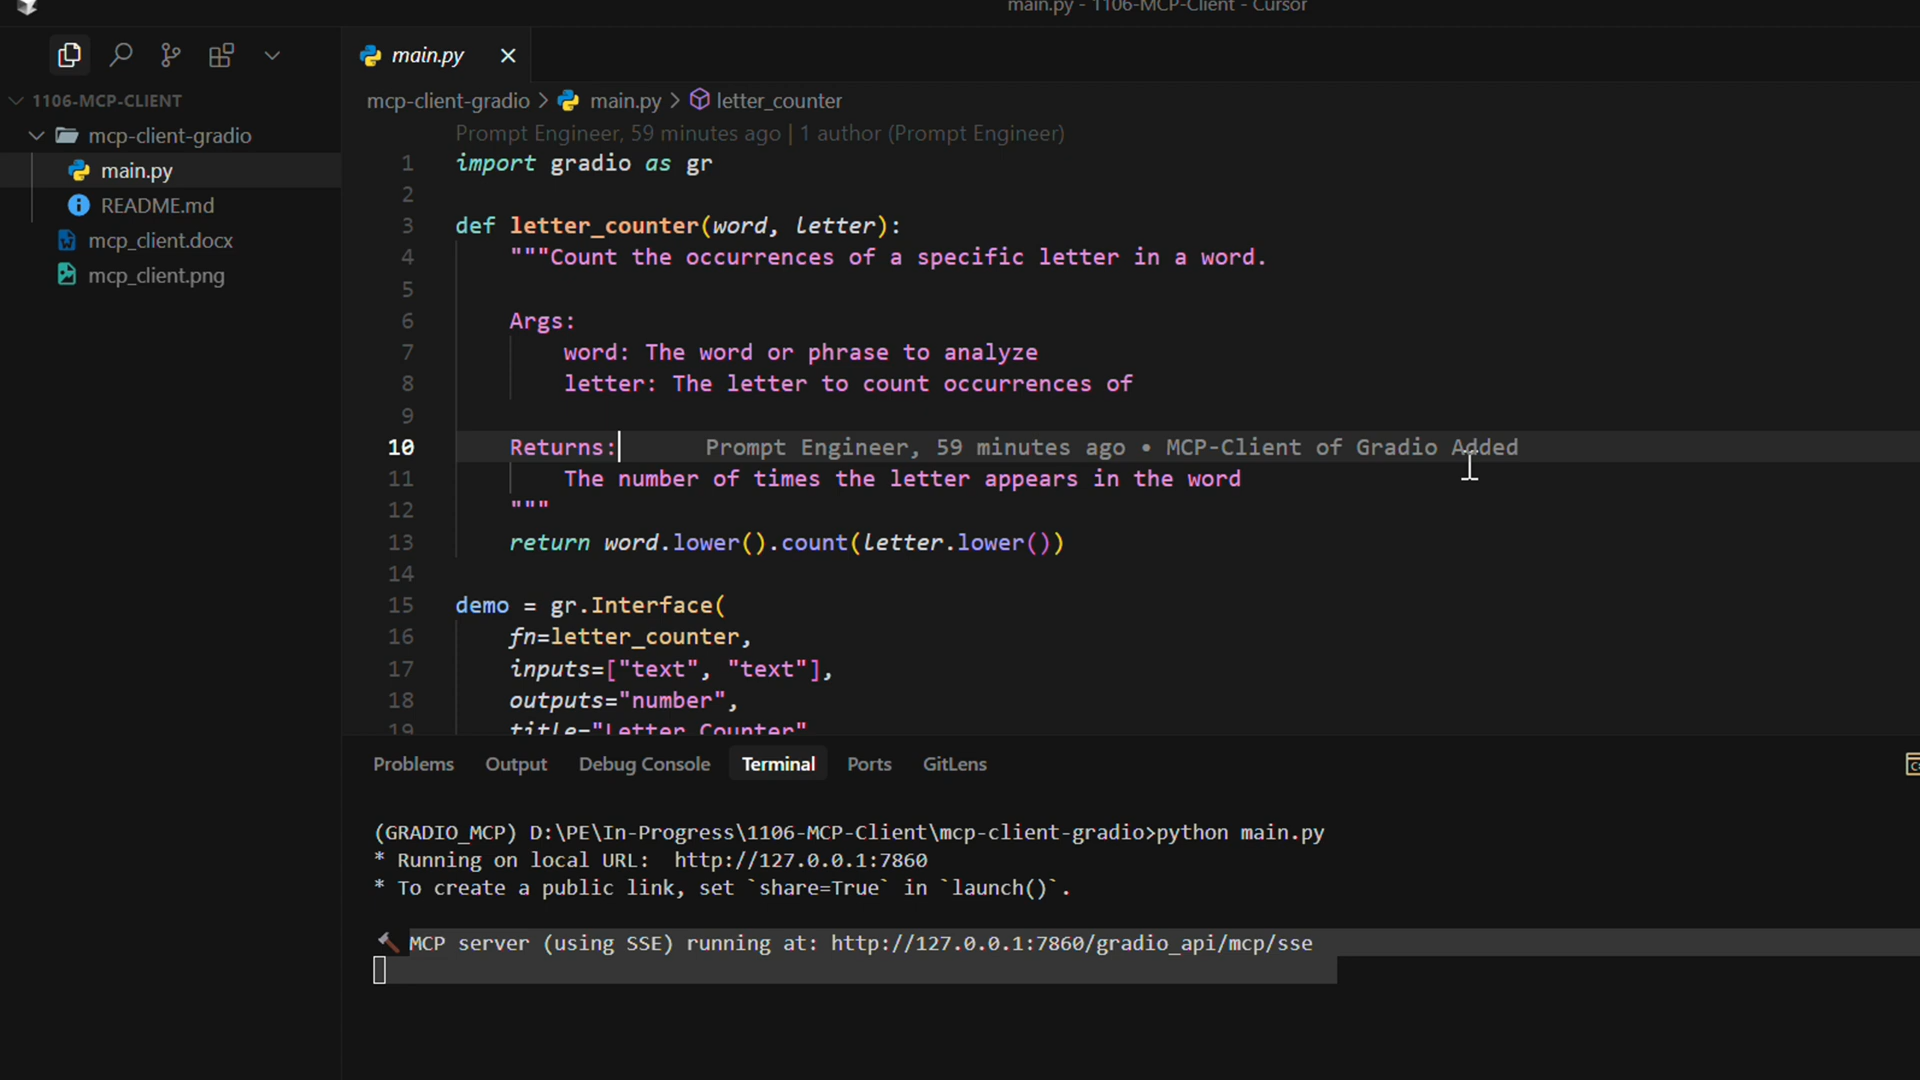 main.py - 1106-MCP-Client - Cursor
main.py
1106-MCP-CLIENT
mcp-client-gradio
main.py
README.md
mcp_client.docx
mcp_client.png
mcp-client-gradio > main.py > letter_counter
Prompt Engineer, 59 minutes ago | 1 author (Prompt Engineer)
1 import gradio as gr
2
3 def letter_counter(word, letter):
4 """Count the occurrences of a specific letter in a word.
5
6 Args:
7 word: The word or phrase to analyze
8 letter: The letter to count occurrences of
9
10 Returns: Prompt Engineer, 59 minutes ago • MCP-Client of Gradio Added
11 The number of times the letter appears in the word
12 """
13 return word.lower().count(letter.lower())
14
15 demo = gr.Interface(
16 fn=letter_counter,
17 inputs=["text", "text"],
18 outputs="number",
19 title="Letter Counter"
Problems Output Debug Console Terminal Ports GitLens
(GRADIO_MCP) D:\PE\In-Progress\1106-MCP-Client\mcp-client-gradio>python main.py
* Running on local URL:  http://127.0.0.1:7860
* To create a public link, set `share=True` in `launch()`.
🔨 MCP server (using SSE) running at: http://127.0.0.1:7860/gradio_api/mcp/sse